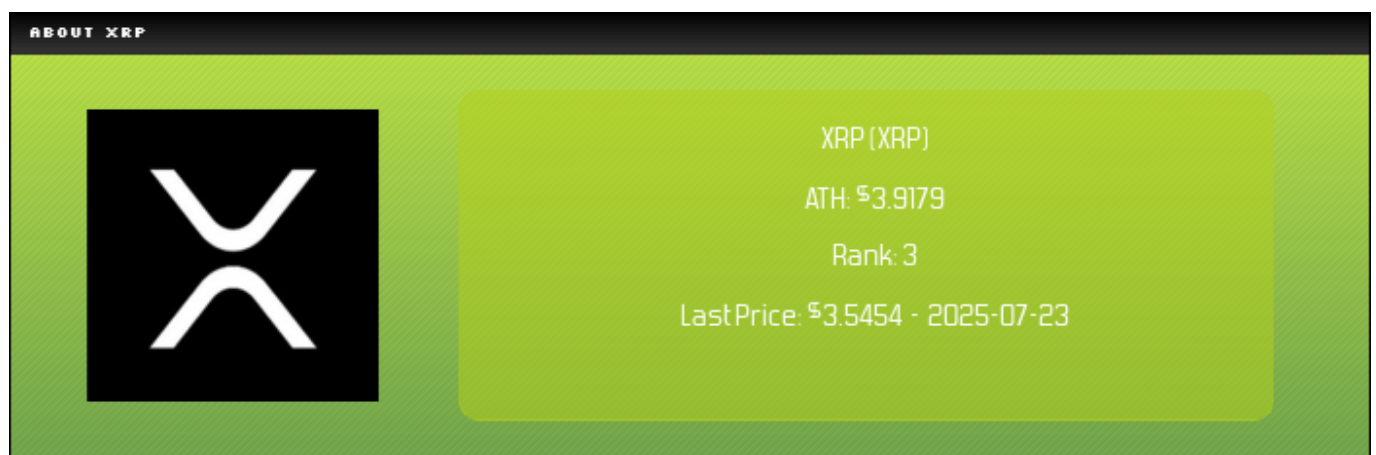 ABOUT XRP
XRP (XRP)
ATH: $3.9179
Rank: 3
Last Price: $3.5454 - 2025-07-23